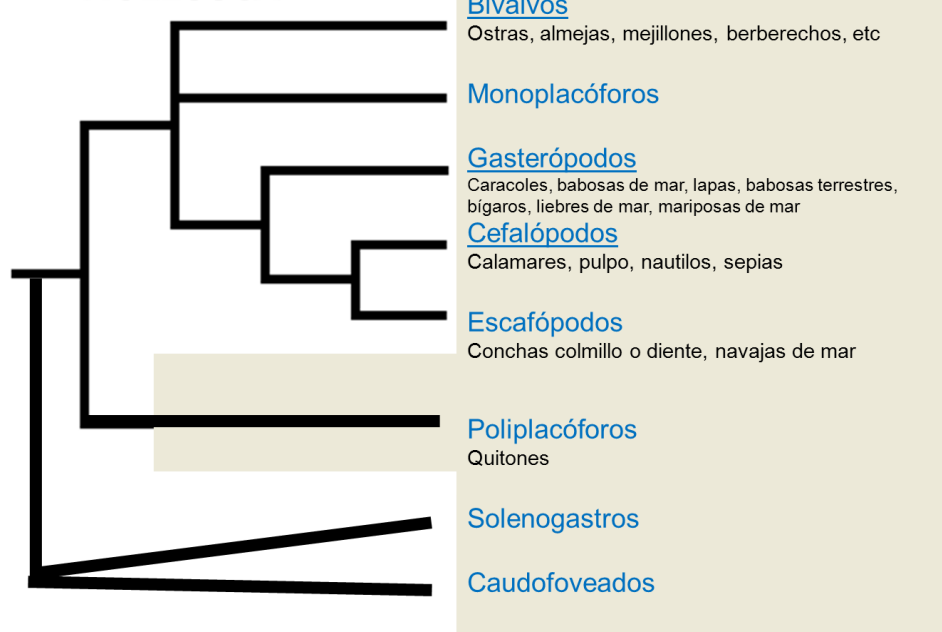 Bivalvos
Ostras, almejas, mejillones, berberechos, etc
Monoplacóforos
Gasterópodos
Caracoles, babosas de mar, lapas, babosas terrestres,
bígaros, liebres de mar, mariposas de mar
Cefalópodos
Calamares, pulpo, nautilos, sepias
Escafópodos
Conchas colmillo o diente, navajas de mar
Poliplacóforos
Quitones
Solenogastros
Caudofoveados